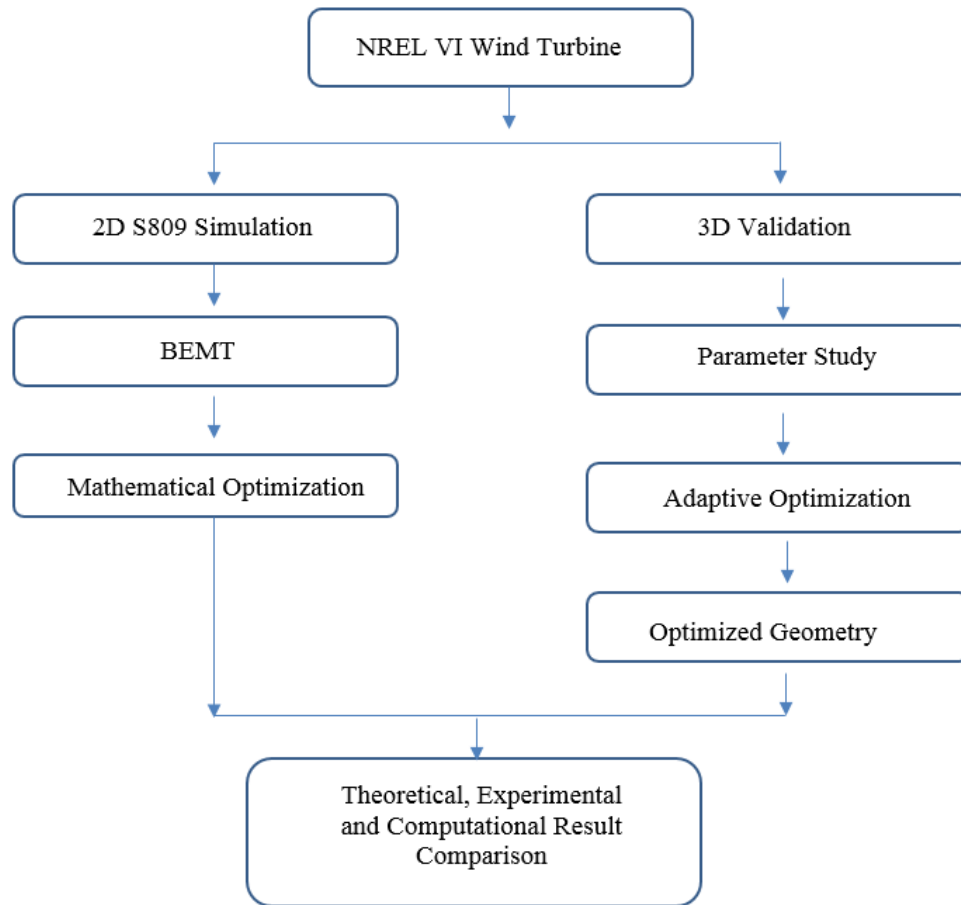 NREL VI Wind Turbine
2D S809 Simulation
3D Validation
BEMT
Parameter Study
Mathematical Optimization
Adaptive Optimization
Optimized Geometry
Theoretical, Experimental
and Computational Result
Comparison